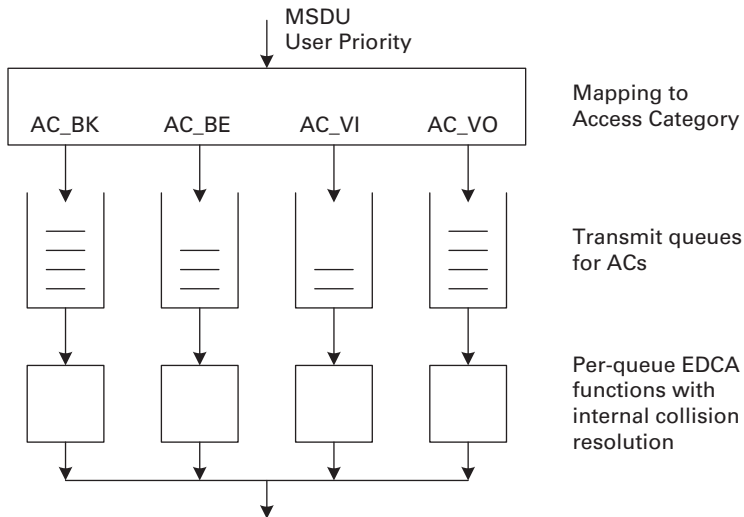 MSDU
User Priority
Mapping to
Access Category
AC_BK AC_BE AC_VI AC_VO
Transmit queues
for ACs
Per-queue EDCA
functions with
internal collision
resolution